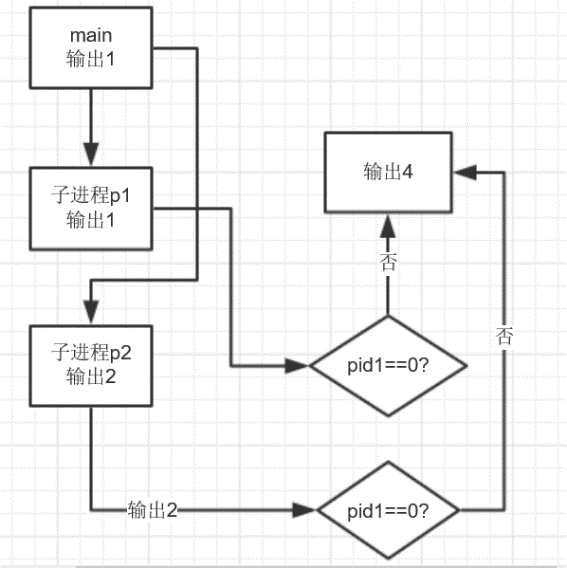 main
输出1
子进程p1
输出1
输出4
否
子进程p2
输出2
pid1==0?
否
输出2
pid1==0?